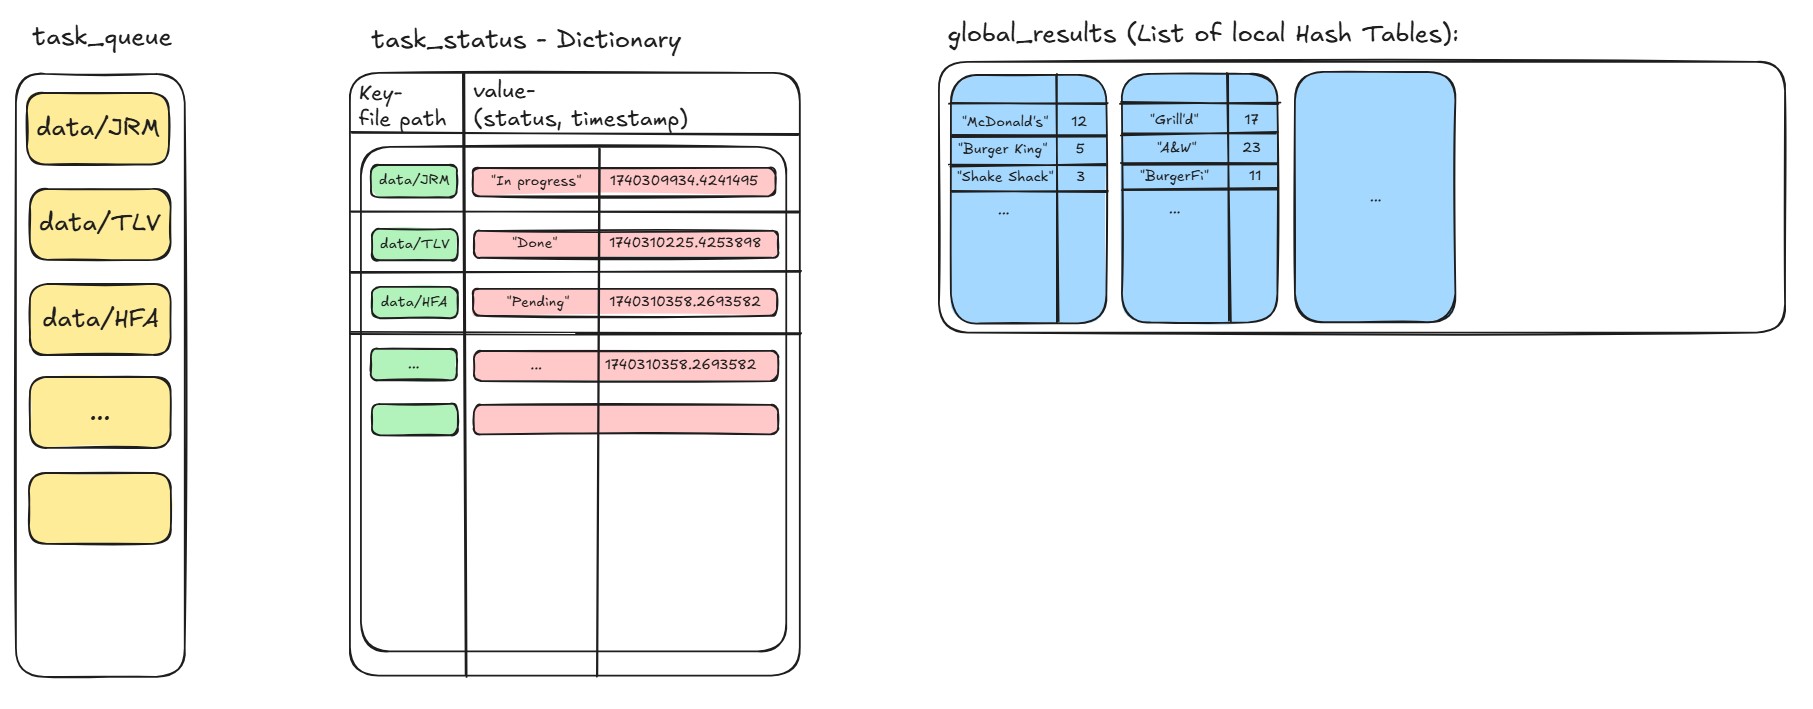 task_queue
data/JRM
data/TLV
data/HFA
...
task_status - Dictionary
Key-
file path
value-
(status, timestamp)
data/JRM "In progress" 1740309934.4241495
data/TLV "Done" 1740310225.4253898
data/HFA "Pending" 1740310358.2693582
... ... 1740310358.2693582
global_results (List of local Hash Tables):
"McDonald's" 12
"Burger King" 5
"Shake Shack" 3
...
"Grill'd" 17
"A&W" 23
"BurgerFi" 11
...
...